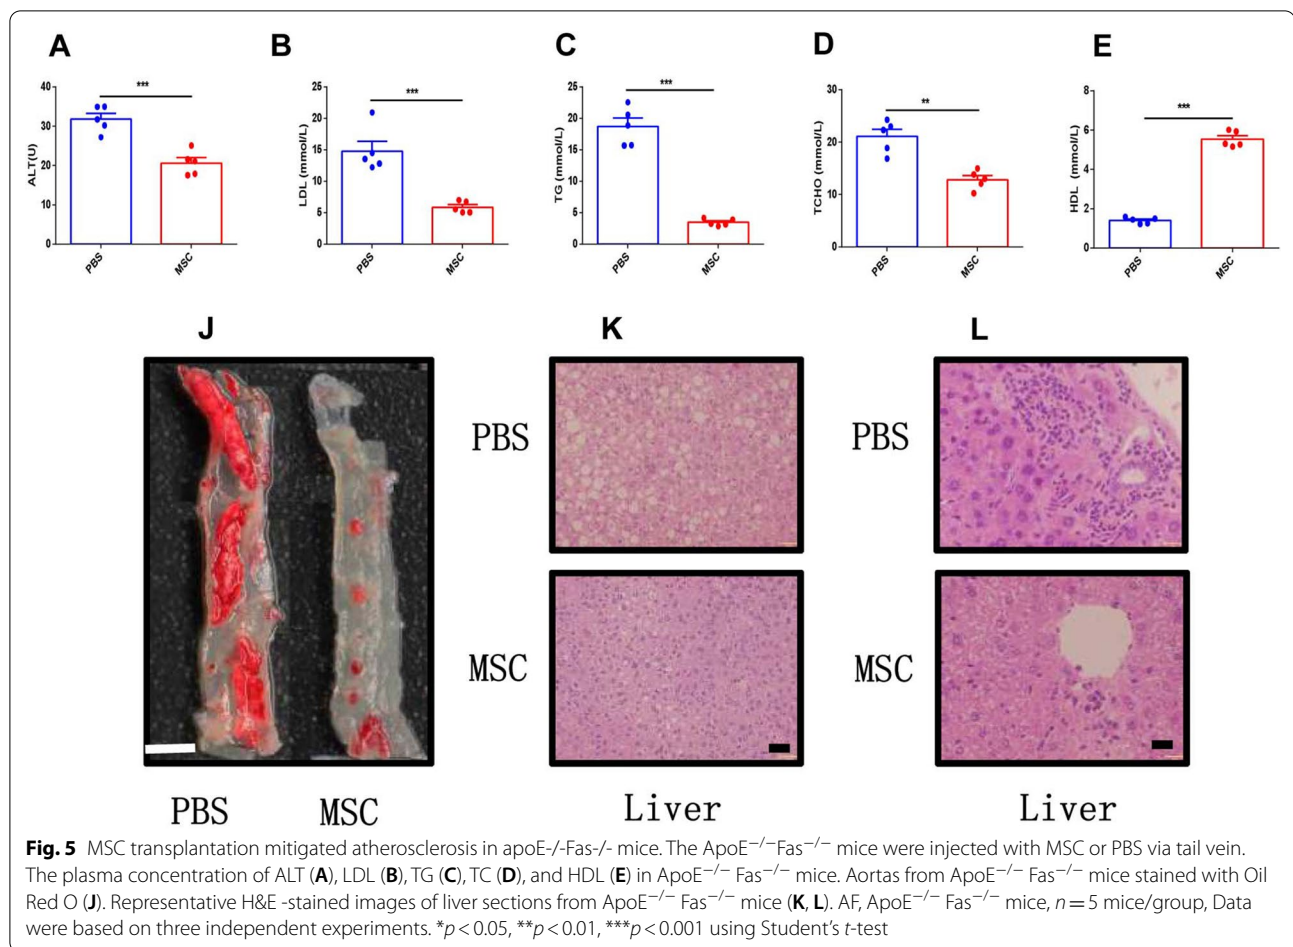 A
B
C
D
E
ALT(U)
40
30
20
10
0
***
PBS
MSC
LDL (mmol/L)
25
20
15
10
5
0
***
PBS
MSC
TG (mmol/L)
25
20
15
10
5
0
***
PBS
MSC
TCHO (mmol/L)
30
20
10
0
**
PBS
MSC
HDL (mmol/L)
8
6
4
2
0
***
PBS
MSC
J
K
L
PBS
MSC
PBS
MSC
PBS
MSC
Liver
Liver
Fig. 5 MSC transplantation mitigated atherosclerosis in apoE-/-Fas-/- mice. The ApoE−/−Fas−/− mice were injected with MSC or PBS via tail vein.
The plasma concentration of ALT (A), LDL (B), TG (C), TC (D), and HDL (E) in ApoE−/− Fas−/− mice. Aortas from ApoE−/− Fas−/− mice stained with Oil
Red O (J). Representative H&E -stained images of liver sections from ApoE−/− Fas−/− mice (K, L). AF, ApoE−/− Fas−/− mice, n = 5 mice/group, Data
were based on three independent experiments. *p < 0.05, **p < 0.01, ***p < 0.001 using Student's t-test